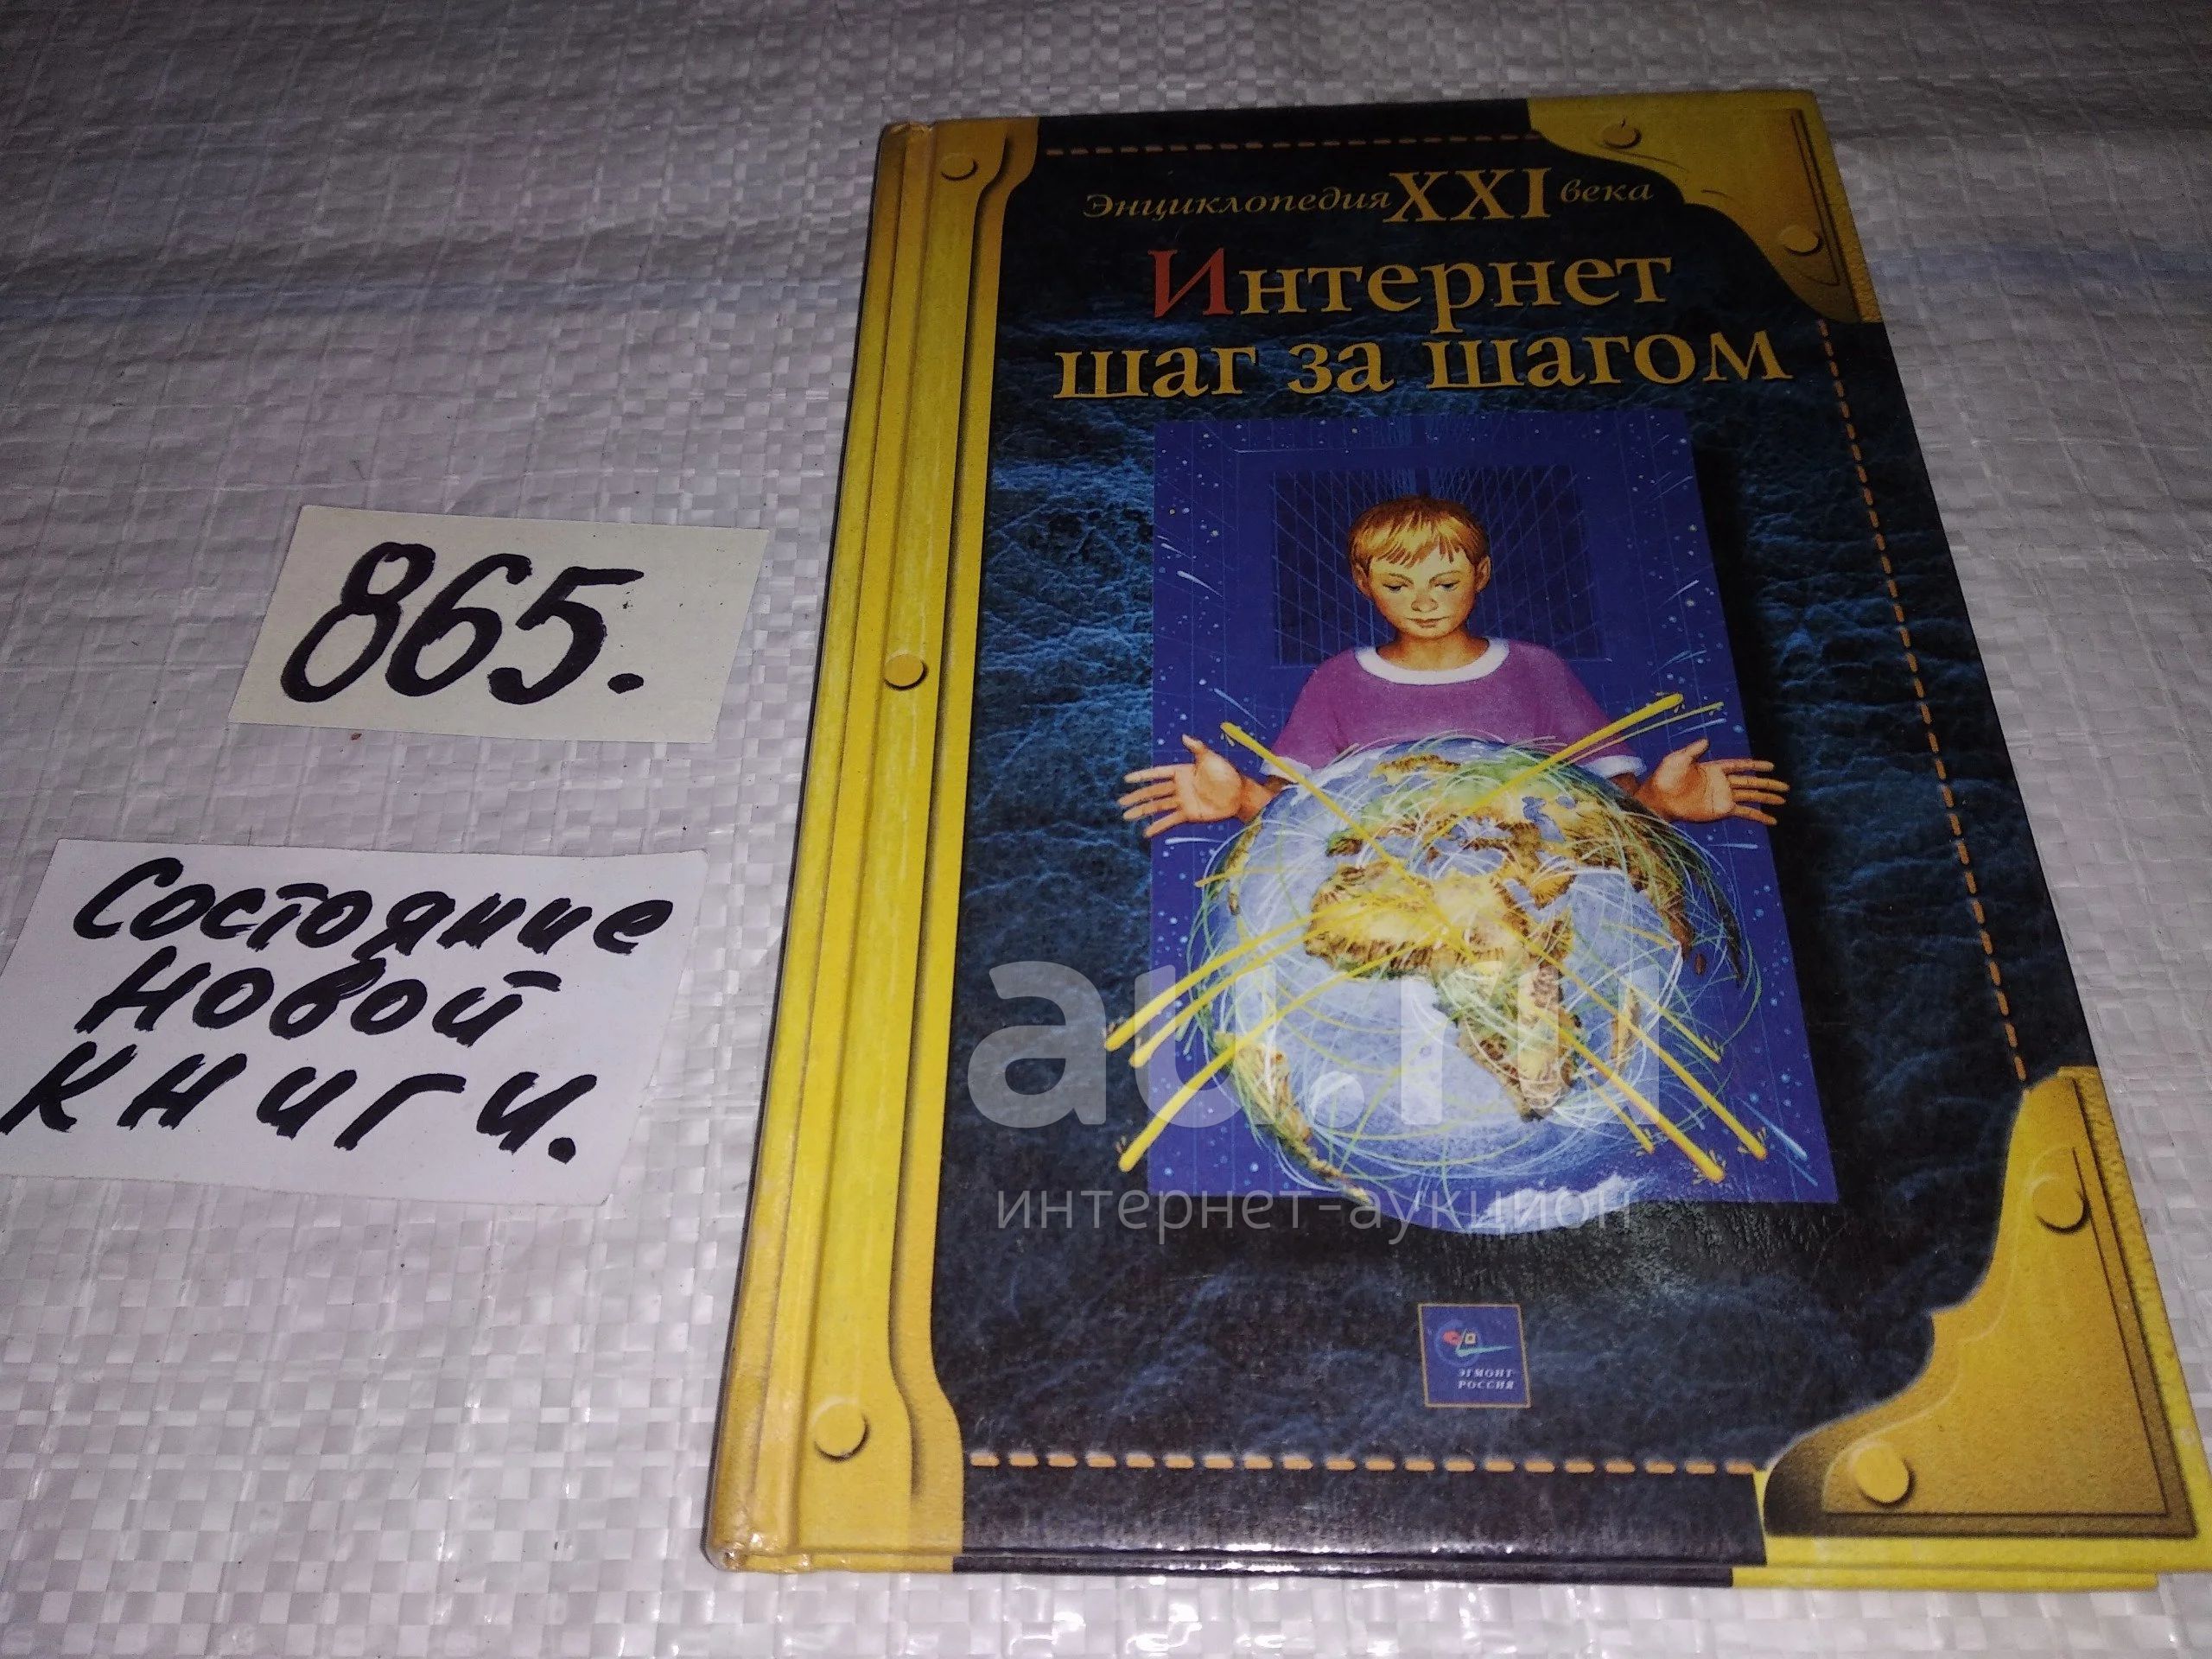 Энциклопедия XXI века
Интернет
шаг за шагом
865.
Состояние
новой
книги.
au.ru
интернет-аукцион
ЭГМОНТ
РОССИЯ